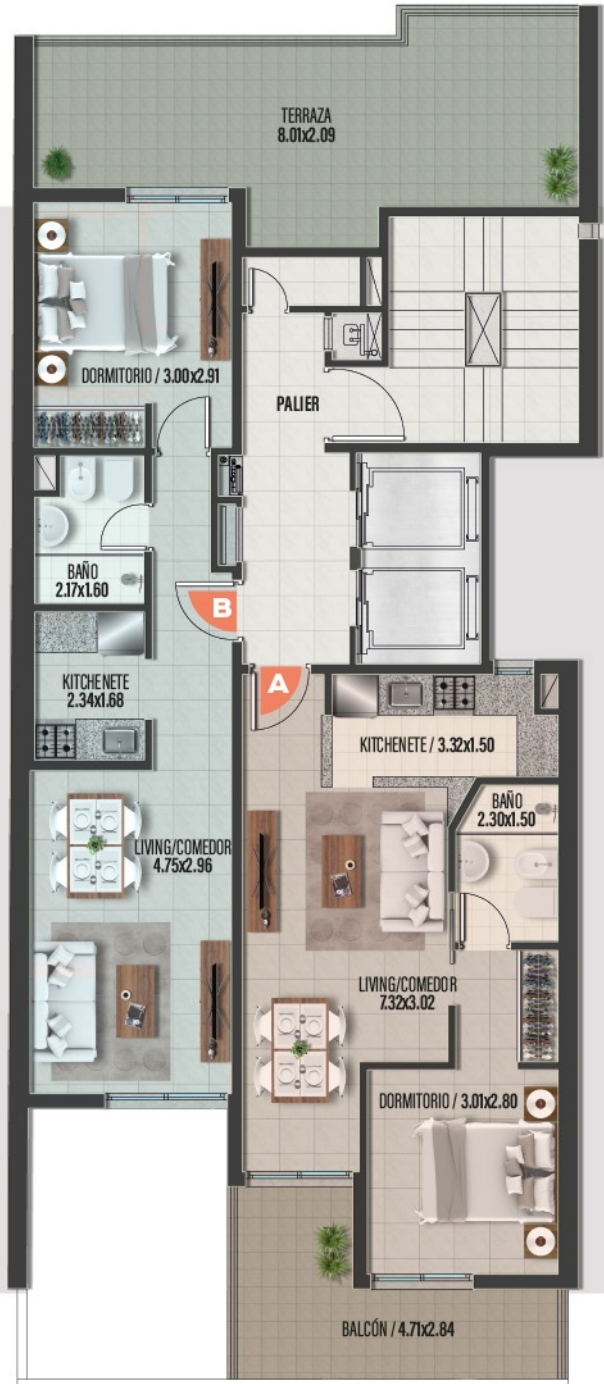 TERRAZA
8.01x2.09
DORMITORIO / 3.00x2.91
PALIER
BAÑO
2.17x1.60
B
A
KITCHENETE
2.34x1.68
KITCHENETE / 3.32x1.50
BAÑO
2.30x1.50
LIVING/COMEDOR
4.75x2.96
LIVING/COMEDOR
7.32x3.02
DORMITORIO / 3.01x2.80
BALCÓN / 4.71x2.84